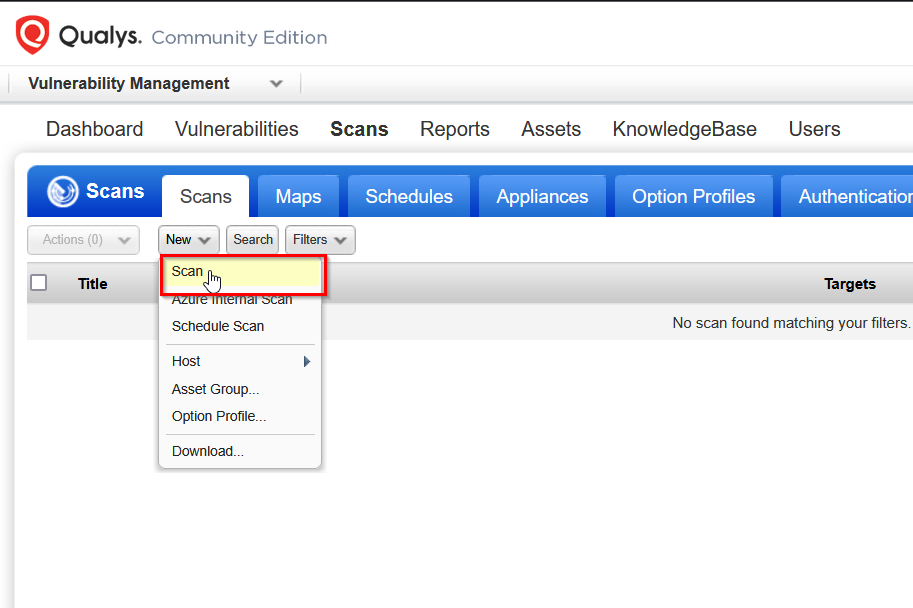 Qualys. Community Edition
Vulnerability Management
Dashboard Vulnerabilities Scans Reports Assets KnowledgeBase Users
Scans Scans Maps Schedules Appliances Option Profiles Authentication
Actions (0) New Search Filters
Title Targets
Scan
Azure Internal Scan
No scan found matching your filters.
Schedule Scan
Host
Asset Group...
Option Profile...
Download...